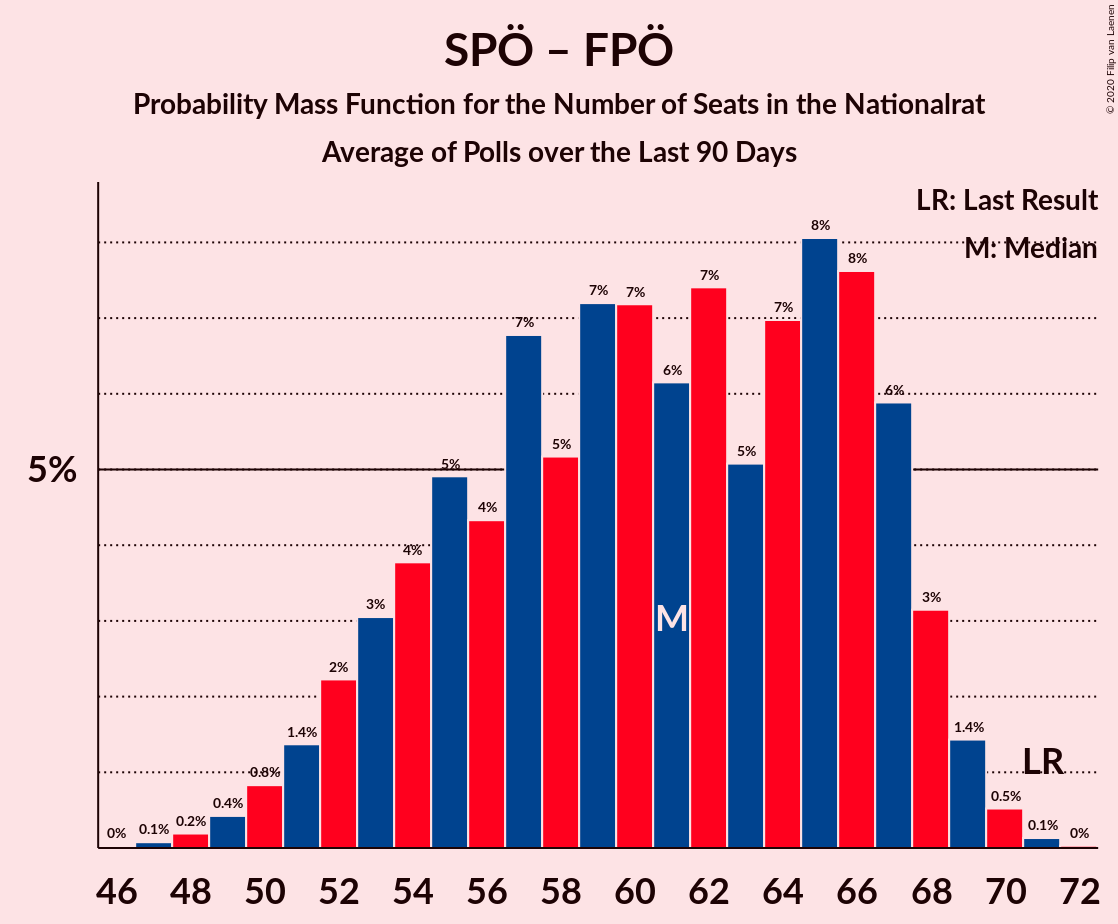 SPÖ – FPÖ
Probability Mass Function for the Number of Seats in the Nationalrat
Average of Polls over the Last 90 Days
© 2020 Filip van Laenen
LR: Last Result
M: Median
5%
0% 0.1% 0.2% 0.4% 0.8% 1.4% 2% 3% 4% 5% 4% 7% 5% 7% 7% 6% 7% 5% 7% 8% 8% 6% 3% 1.4% 0.5% 0.1% 0%
M
LR
46 48 50 52 54 56 58 60 62 64 66 68 70 72